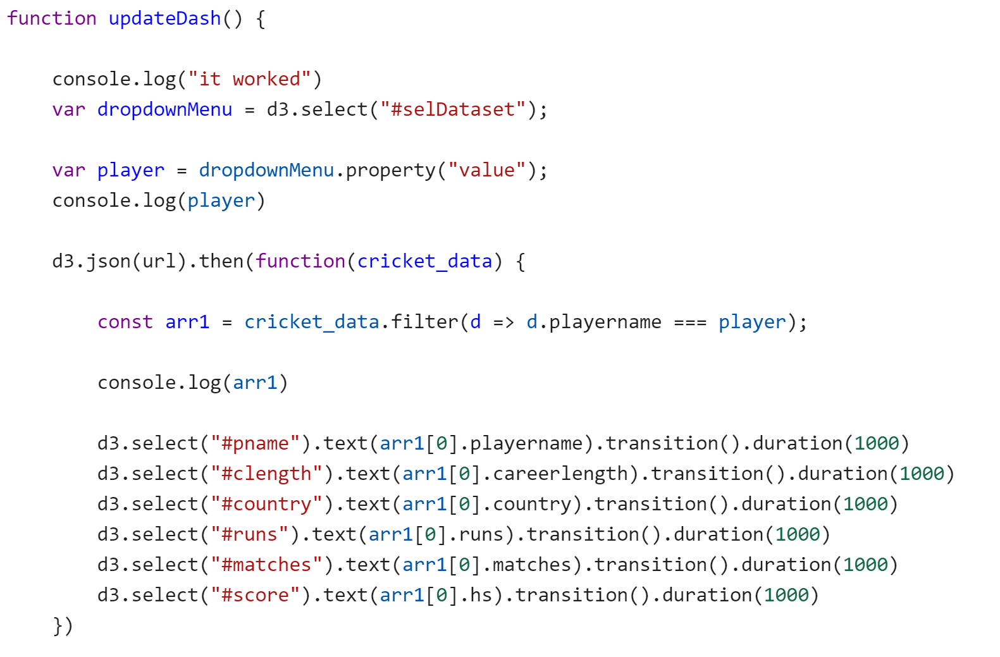 function updateDash() {
console.log("it worked")
var dropdownMenu = d3.select("#selDataset");
var player = dropdownMenu.property("value");
console.log(player)
d3.json(url).then(function(cricket_data) {
const arr1 = cricket_data.filter(d => d.playername === player);
console.log(arr1)
d3.select("#pname").text(arr1[0].playername).transition().duration(1000)
d3.select("#clength").text(arr1[0].careerlength).transition().duration(1000)
d3.select("#country").text(arr1[0].country).transition().duration(1000)
d3.select("#runs").text(arr1[0].runs).transition().duration(1000)
d3.select("#matches").text(arr1[0].matches).transition().duration(1000)
d3.select("#score").text(arr1[0].hs).transition().duration(1000)
})